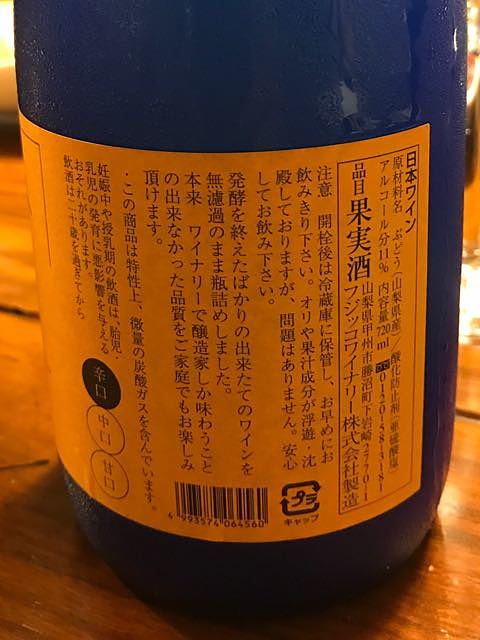 日本ワイン
原材料名 ぶどう(山梨県産)/酸化防止剤(亜硫酸塩)
アルコール分11% 内容量720ml 0120-15813181
品目 果実酒 山梨県甲州市勝沼町下岩崎2770-1
フジッコワイナリー株式会社製造
注意 開栓後は冷蔵庫に保管し、お早めにお
飲みきり下さい。オリや果汁成分が浮遊・沈
殿しておりますが、問題はありません。安心
してお飲み下さい。
発酵を終えたばかりの出来たてのワインを
無濾過のまま瓶詰めしました。
本来 ワイナリーで醸造家しか味わうこと
の出来なかった品質をご家庭でもお楽しみ
頂けます。
・この商品は特性上、微量の炭酸ガスを含んでいます。
妊娠中や授乳期の飲酒は、胎児・
乳児の発育に悪影響を与える
おそれがあります。
飲酒は二十歳を過ぎてから
辛口
中口
甘口
プラ
キャップ
4 993574 064560